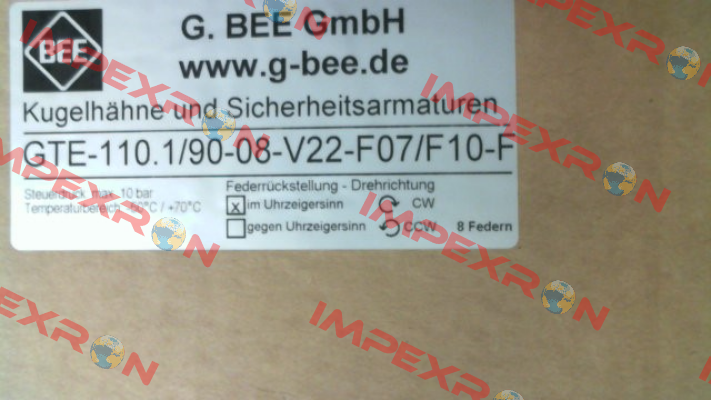 BEE
G. BEE GmbH
www.g-bee.de
Kugelhähne und Sicherheitsarmaturen
GTE-110.1/90-08-V22-F07/F10-F
Steuerdruck max. 10 bar
Temperaturbereich °C / +70°C
Federrückstellung - Drehrichtung
x im Uhrzeigersinn CW
gegen Uhrzeigersinn CCW 8 Federn
IMPEXRON
IMPEXRON
IMPEXRON
IMPEXRON
IMPEXRON
IMPEXRON